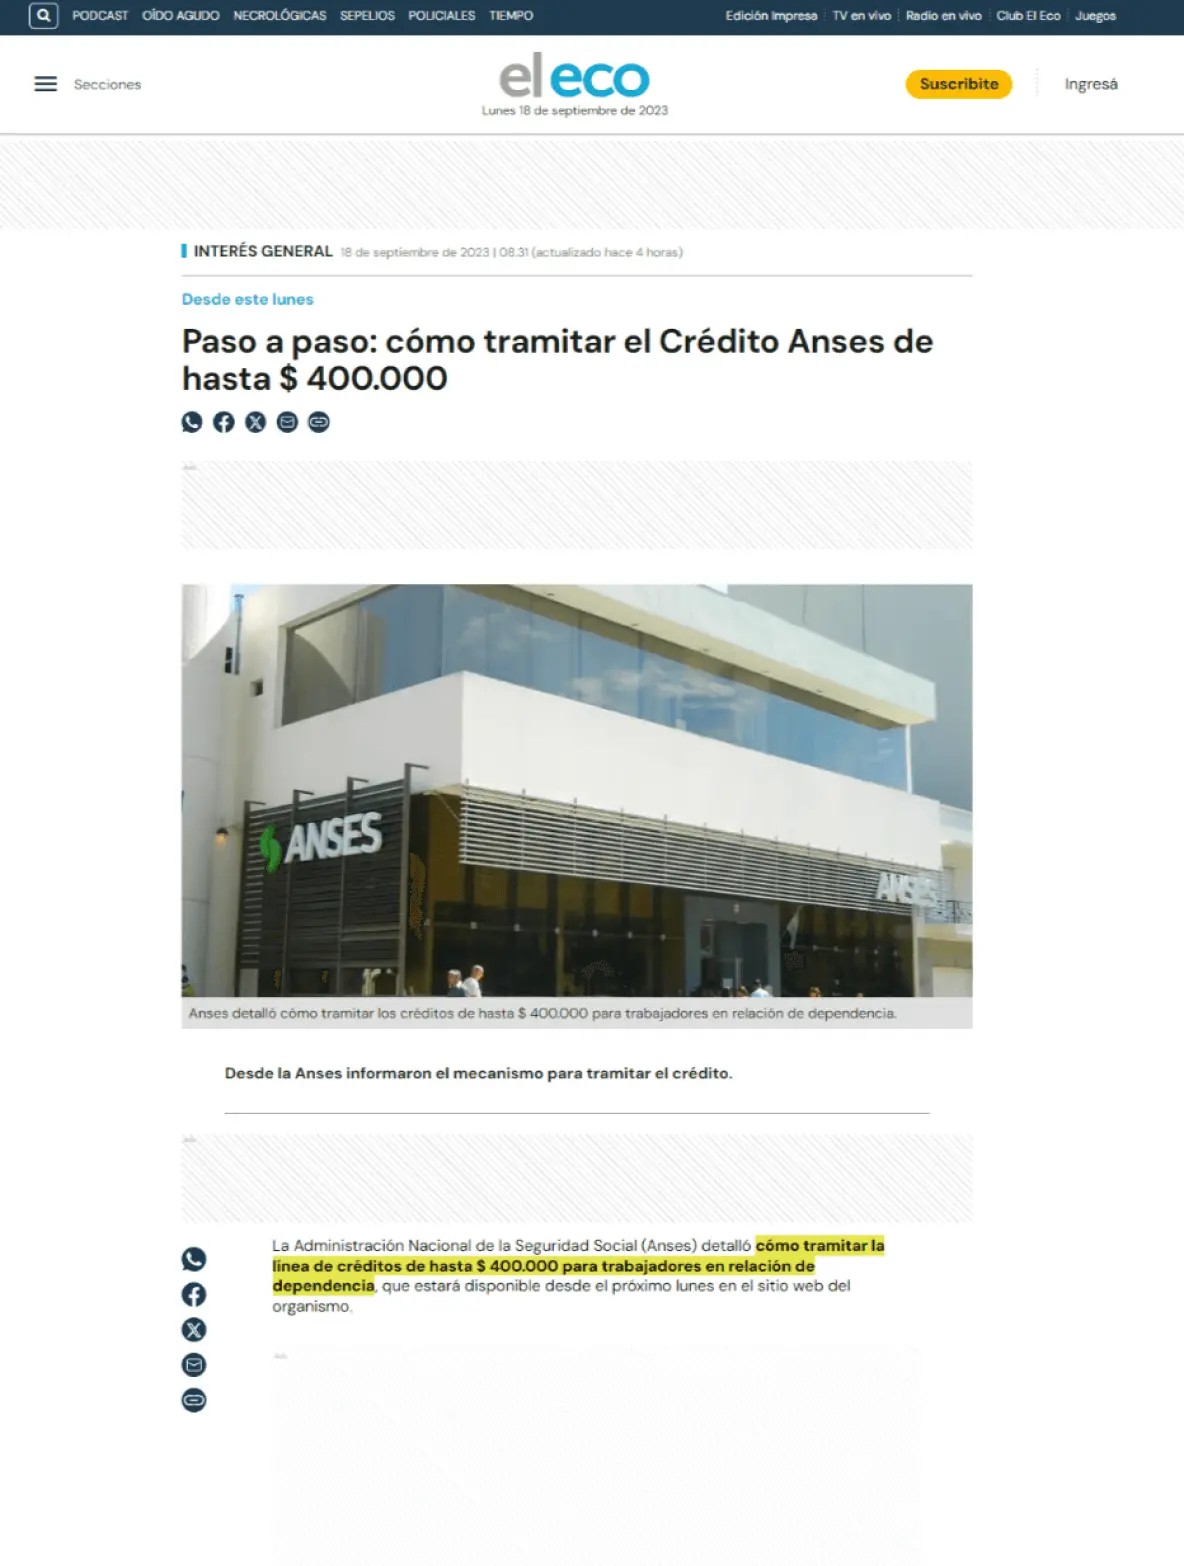 PODCAST OÍDO AGUDO NECROLÓGICAS SEPELIOS POLICIALES TIEMPO Edición Impresa TV en vivo Radio en vivo Club El Eco Juegos
Secciones
el eco
Lunes 18 de septiembre de 2023
Suscribite
Ingresá
INTERÉS GENERAL 18 de septiembre de 2023 | 08:31 (actualizado hace 4 horas)
Desde este lunes
Paso a paso: cómo tramitar el Crédito Anses de
hasta $ 400.000
ANSES
ANSES
Anses detalló cómo tramitar los créditos de hasta $ 400.000 para trabajadores en relación de dependencia.
Desde la Anses informaron el mecanismo para tramitar el crédito.
La Administración Nacional de la Seguridad Social (Anses) detalló cómo tramitar la
línea de créditos de hasta $ 400.000 para trabajadores en relación de
dependencia, que estará disponible desde el próximo lunes en el sitio web del
organismo.